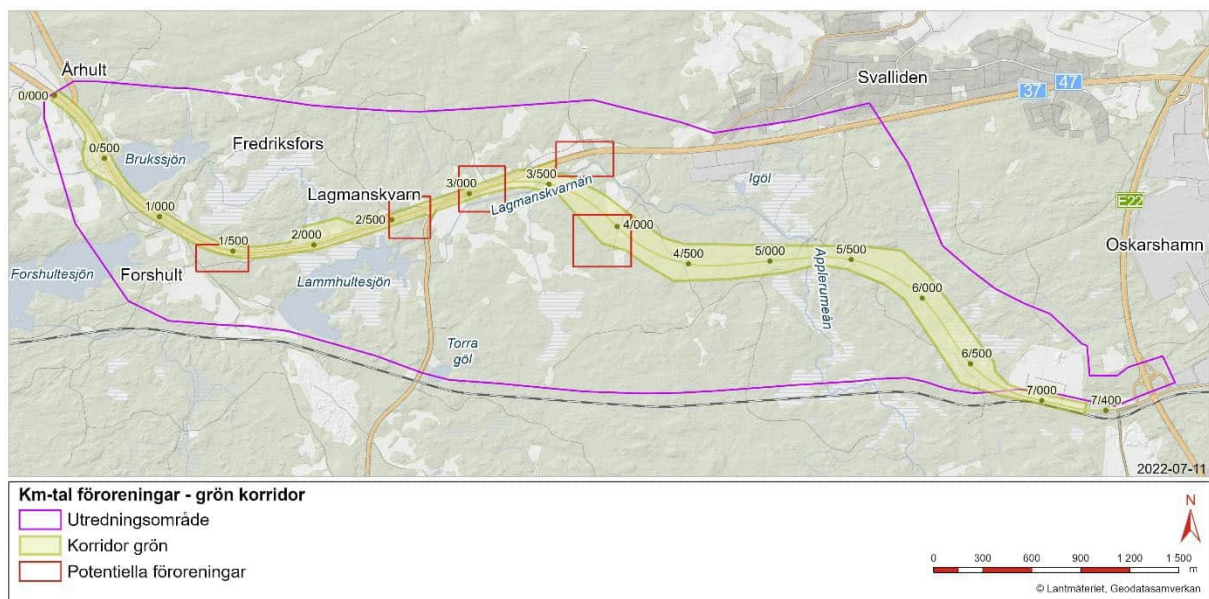 Århult
Svalliden
37
47
0/000
0/500
Brukssjön
Fredriksfors
3/000
3/500
Lagmanskvarn
Lagmanskvarnån
Igöl
E22
1/000
2/500
4/000
Oskarshamn
1/500
2/000
4/500
5/000
5/500
Forshultesjön
Forshult
Lammhultesjön
Applerumeån
6/000
Torra
göl
6/500
7/000
7/400
2022-07-11
Km-tal föroreningar - grön korridor
Utredningsområde
Korridor grön
Potentiella föroreningar
N
0 300 600 900 1 200 1 500
m
© Lantmäteriet, Geodatasamverkan